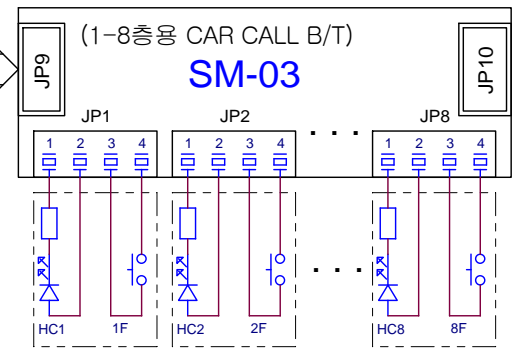 (1-8층용 CAR CALL B/T)
JP9
SM-03
JP10
JP1 JP2 JP8
1 2 3 4 1 2 3 4 . . . 1 2 3 4
. . .
HC1 1F HC2 2F HC8 8F